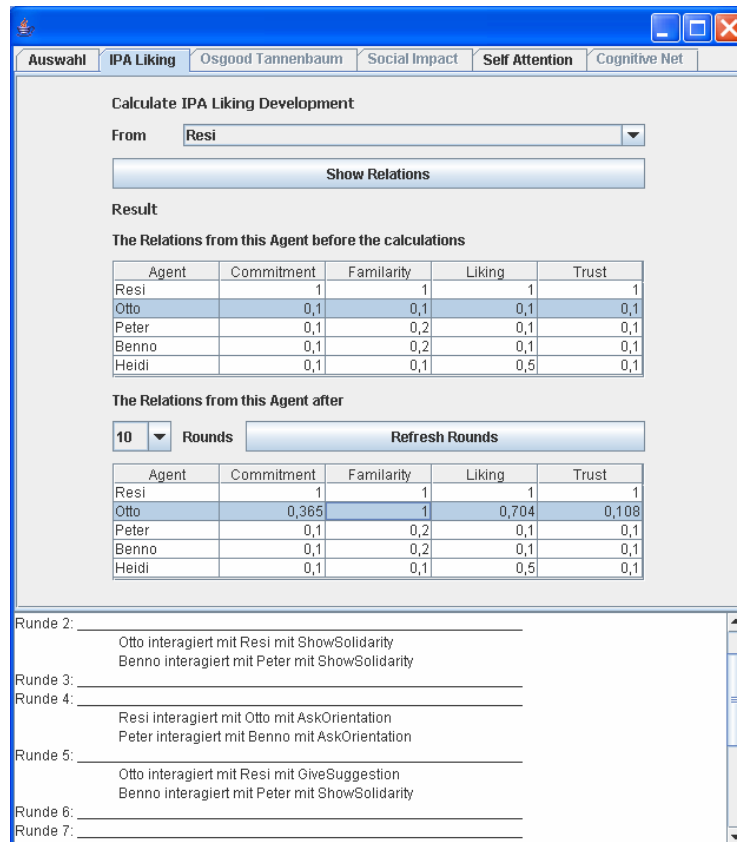 Auswahl IPA Liking Osgood Tannenbaum Social Impact Self Attention Cognitive Net
Calculate IPA Liking Development
From Resi
Show Relations
Result
The Relations from this Agent before the calculations
Agent Commitment Familarity Liking Trust
Resi 1 1 1 1
Otto 0,1 0,1 0,1 0,1
Peter 0,1 0,2 0,1 0,1
Benno 0,1 0,2 0,1 0,1
Heidi 0,1 0,1 0,5 0,1
The Relations from this Agent after
10 Rounds Refresh Rounds
Agent Commitment Familarity Liking Trust
Resi 1 1 1 1
Otto 0,365 1 0,704 0,108
Peter 0,1 0,2 0,1 0,1
Benno 0,1 0,2 0,1 0,1
Heidi 0,1 0,1 0,5 0,1
Runde 2:
Otto interagiert mit Resi mit ShowSolidarity
Benno interagiert mit Peter mit ShowSolidarity
Runde 3:
Runde 4:
Resi interagiert mit Otto mit AskOrientation
Peter interagiert mit Benno mit AskOrientation
Runde 5:
Otto interagiert mit Resi mit GiveSuggestion
Benno interagiert mit Peter mit ShowSolidarity
Runde 6:
Runde 7: